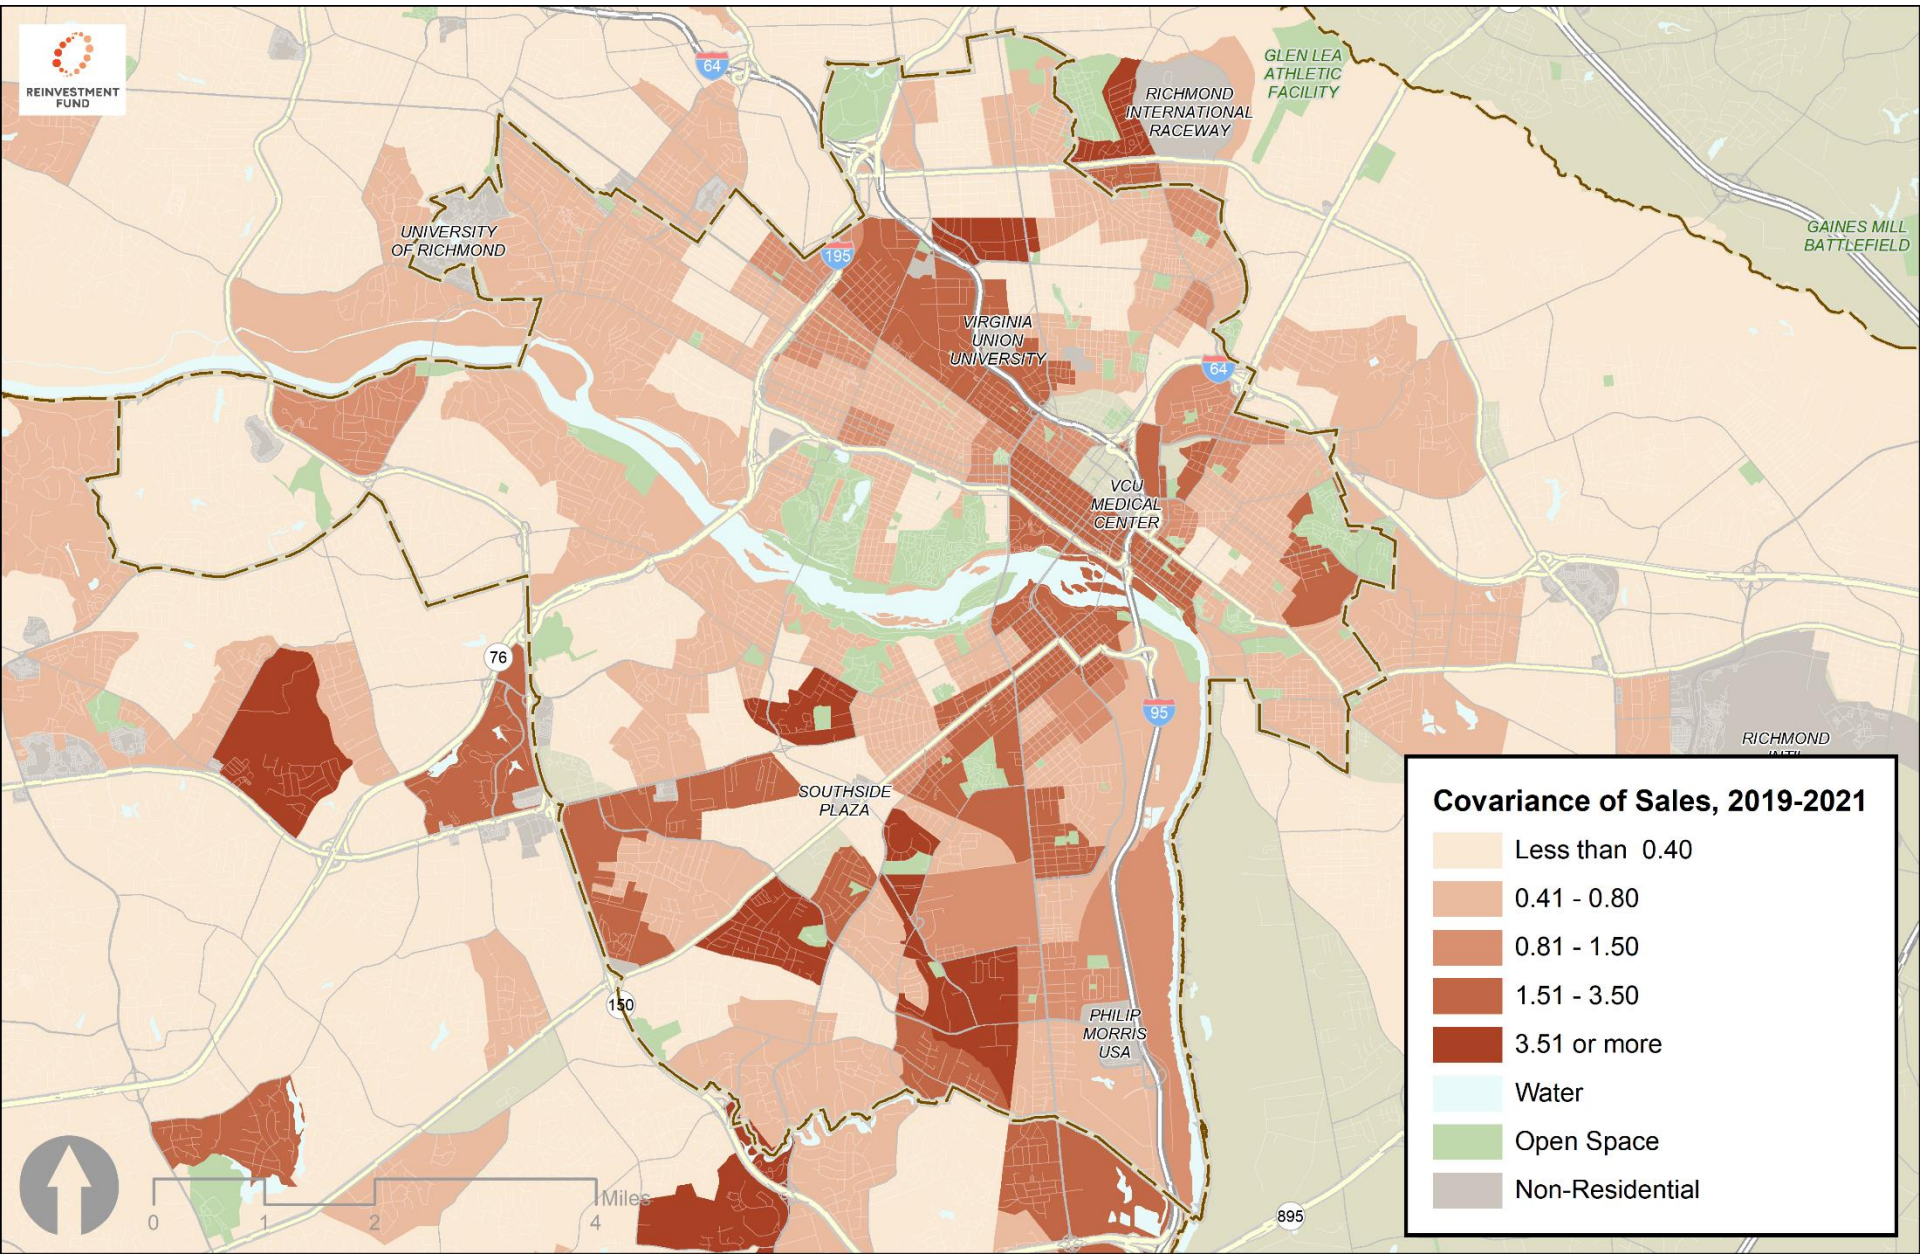 REINVESTMENT
FUND
64
GLEN LEA
ATHLETIC
FACILITY
RICHMOND
INTERNATIONAL
RACEWAY
UNIVERSITY
OF RICHMOND
GAINES MILL
BATTLEFIELD
195
VIRGINIA
UNION
UNIVERSITY
64
VCU
MEDICAL
CENTER
76
95
RICHMOND
SOUTHSIDE
PLAZA
150
PHILIP
MORRIS
USA
895
Miles
0 1 2 4
Covariance of Sales, 2019-2021
Less than 0.40
0.41 - 0.80
0.81 - 1.50
1.51 - 3.50
3.51 or more
Water
Open Space
Non-Residential